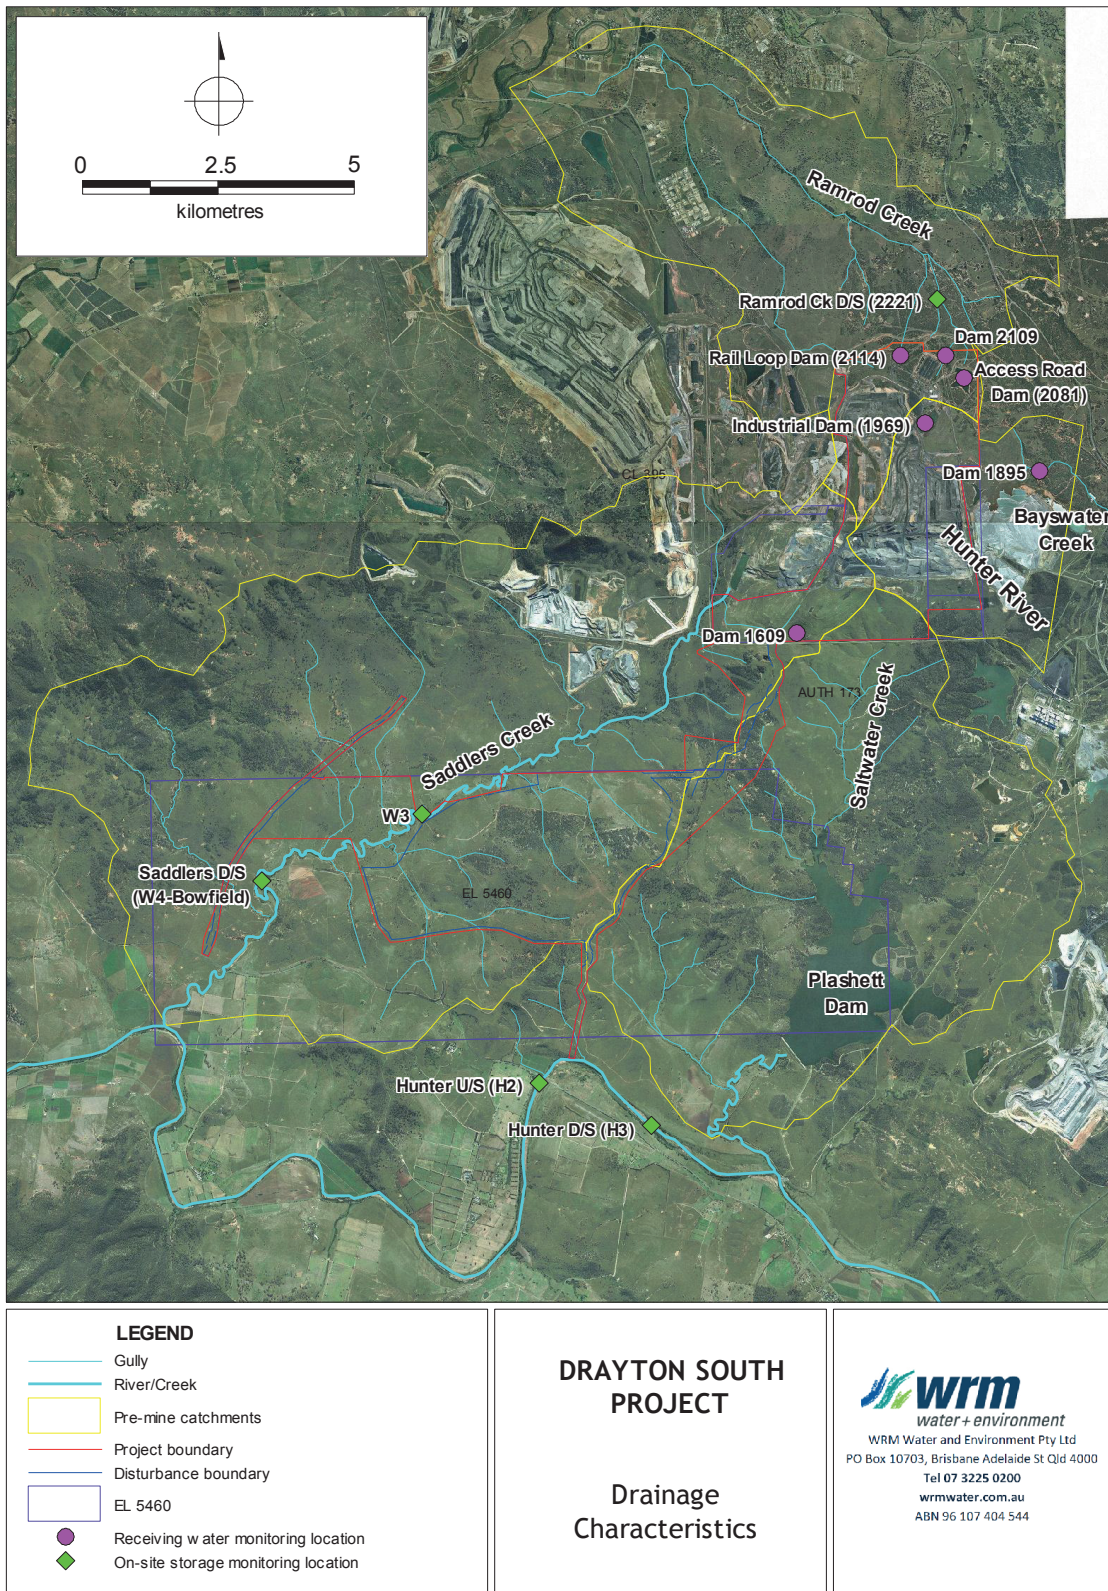 0 2.5 5
kilometres
Ramrod Creek
Ramrod Ck D/S (2221)
Dam 2109
Rail Loop Dam (2114)
Access Road
Dam (2081)
Industrial Dam (1969)
CL 395
Dam 1895
Bayswater
Creek
Hunter River
Dam 1609
AUTH 173
Saltwater Creek
Saddlers Creek
W3
Saddlers D/S
(W4-Bowfield)
EL 5460
Plashett
Dam
Hunter U/S (H2)
Hunter D/S (H3)
LEGEND
Gully
River/Creek
Pre-mine catchments
Project boundary
Disturbance boundary
EL 5460
Receiving water monitoring location
On-site storage monitoring location
DRAYTON SOUTH
PROJECT
Drainage
Characteristics
wrm
water + environment
WRM Water and Environment Pty Ltd
PO Box 10703, Brisbane Adelaide St Qld 4000
Tel 07 3225 0200
wrmwater.com.au
ABN 96 107 404 544